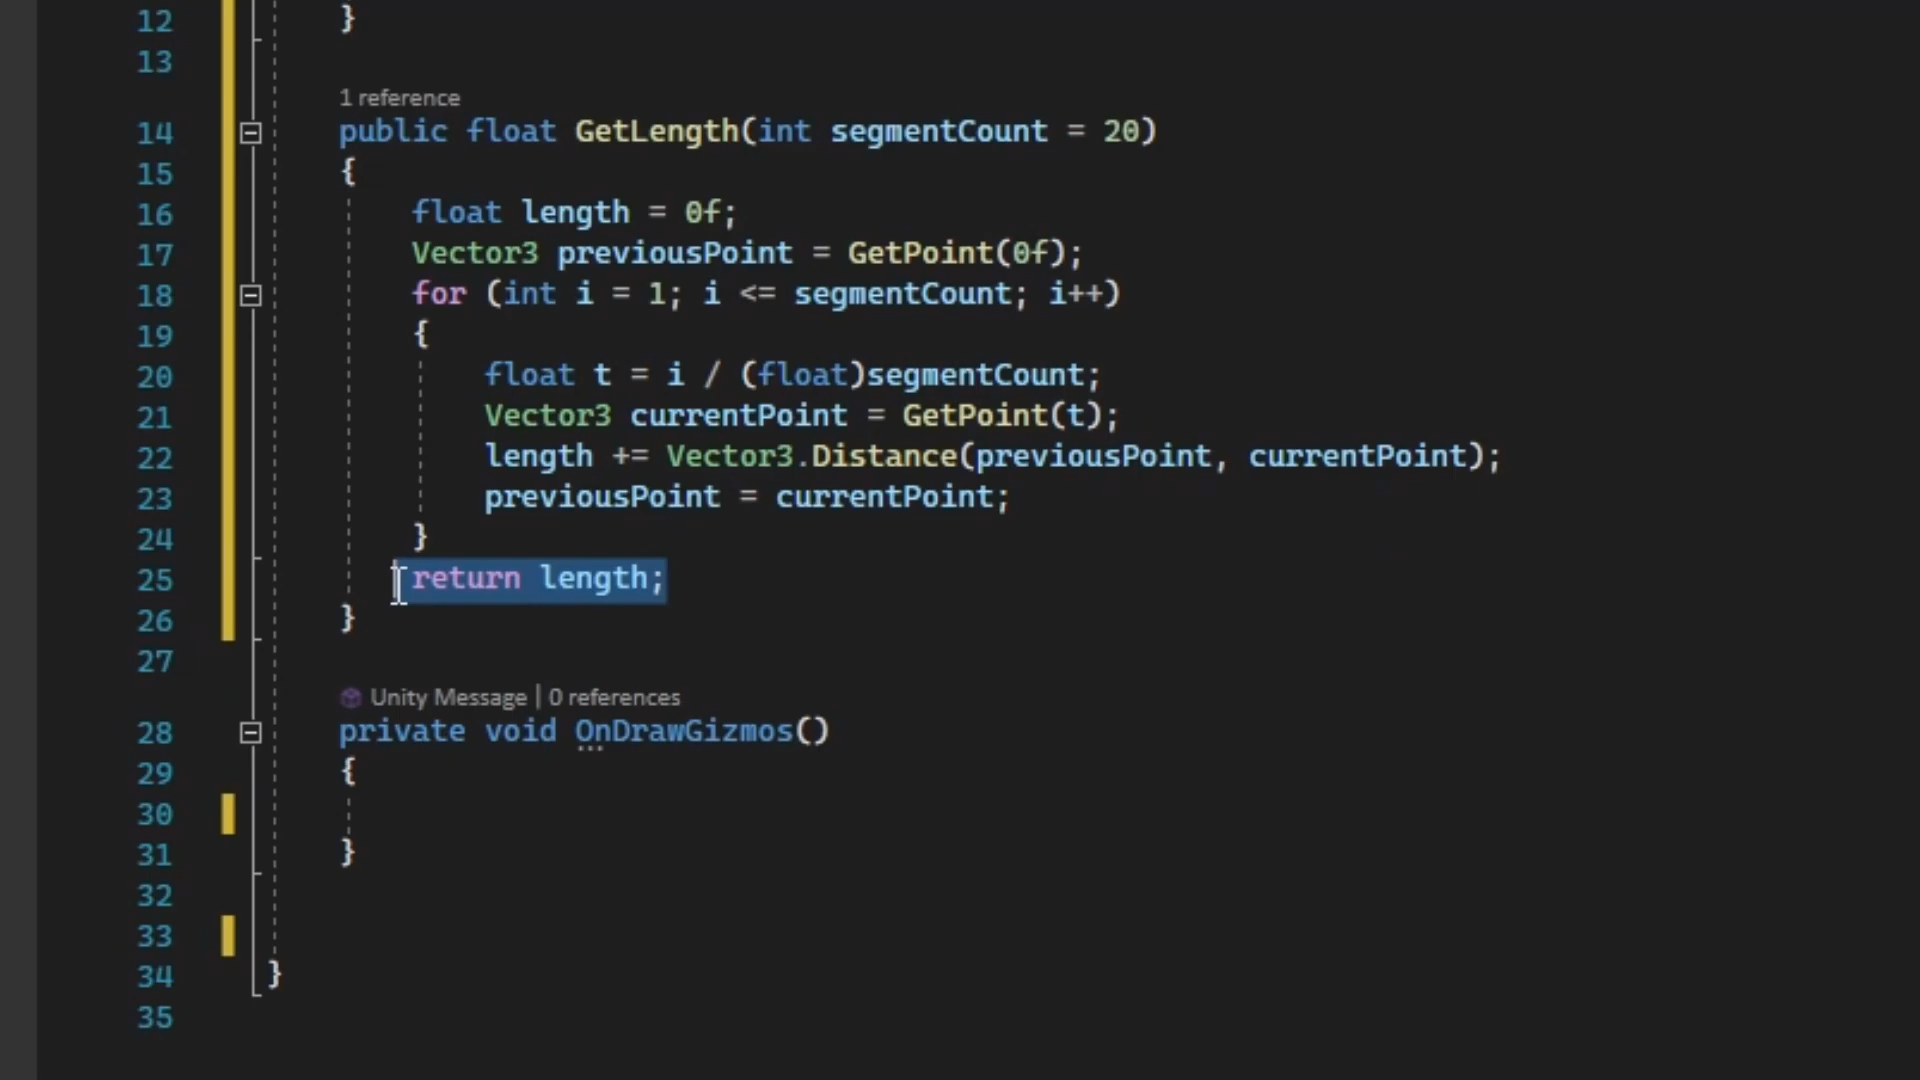 12 }
13
1 reference
14 public float GetLength(int segmentCount = 20)
15 {
16 float length = 0f;
17 Vector3 previousPoint = GetPoint(0f);
18 for (int i = 1; i <= segmentCount; i++)
19 {
20 float t = i / (float)segmentCount;
21 Vector3 currentPoint = GetPoint(t);
22 length += Vector3.Distance(previousPoint, currentPoint);
23 previousPoint = currentPoint;
24 }
25 return length;
26 }
27
Unity Message | 0 references
28 private void OnDrawGizmos()
29 {
30
31 }
32
33
34 }
35